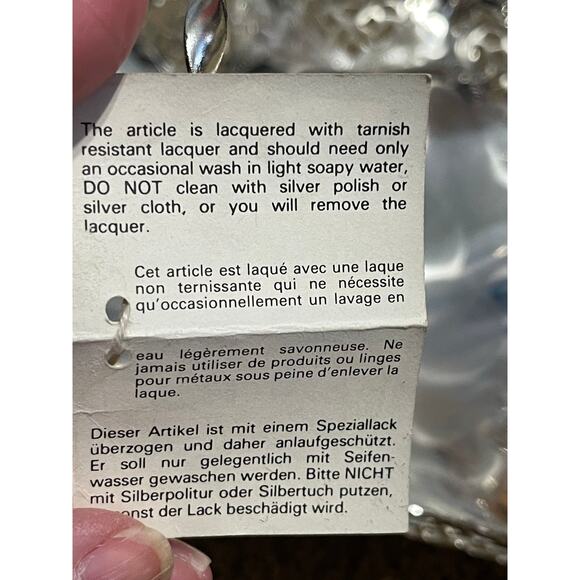 The article is lacquered with tarnish
resistant lacquer and should need only
an occasional wash in light soapy water,
DO NOT clean with silver polish or
silver cloth, or you will remove the
lacquer.
Cet article est laqué avec une laque
non ternissante qui ne nécessite
qu'occasionnellement un lavage en
eau légèrement savonneuse. Ne
jamais utiliser de produits ou linges
pour métaux sous peine d'enlever la
laque.
Dieser Artikel ist mit einem Speziallack
überzogen und daher anlaufgeschützt.
Er soll nur gelegentlich mit Seifen-
wasser gewaschen werden. Bitte NICHT
mit Silberpolitur oder Silbertuch putzen,
der Lack beschädigt wird.